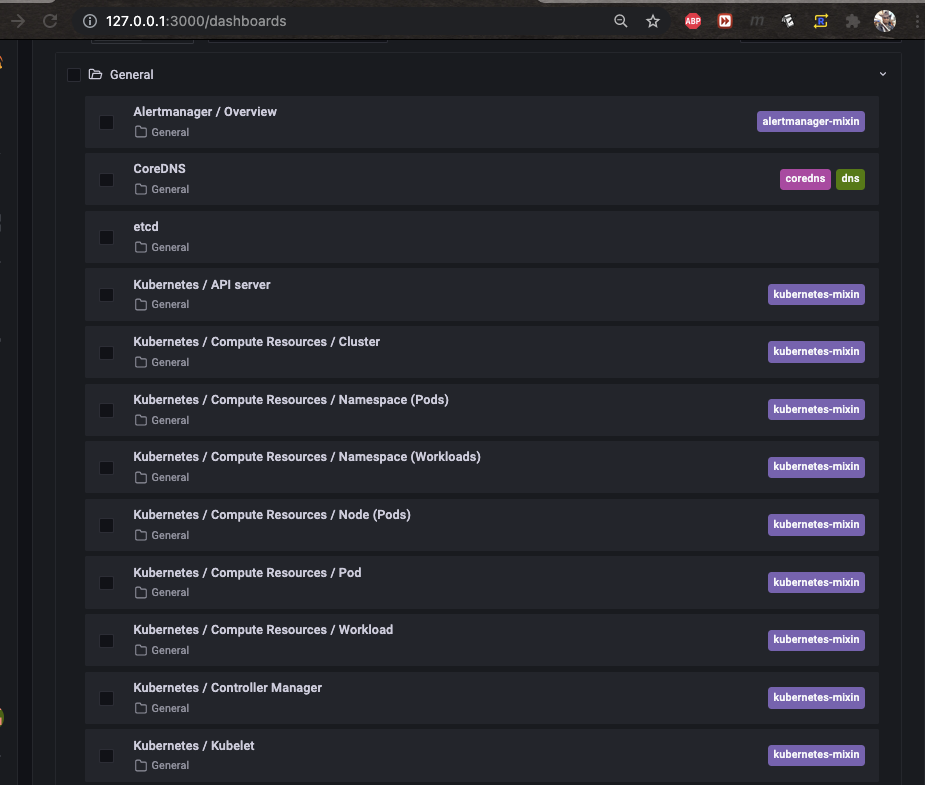 127.0.0.1:3000/dashboards
ABP
m
R
General
Alertmanager / Overview
General
alertmanager-mixin
CoreDNS
General
coredns dns
etcd
General
Kubernetes / API server
General
kubernetes-mixin
Kubernetes / Compute Resources / Cluster
General
kubernetes-mixin
Kubernetes / Compute Resources / Namespace (Pods)
General
kubernetes-mixin
Kubernetes / Compute Resources / Namespace (Workloads)
General
kubernetes-mixin
Kubernetes / Compute Resources / Node (Pods)
General
kubernetes-mixin
Kubernetes / Compute Resources / Pod
General
kubernetes-mixin
Kubernetes / Compute Resources / Workload
General
kubernetes-mixin
Kubernetes / Controller Manager
General
kubernetes-mixin
Kubernetes / Kubelet
General
kubernetes-mixin